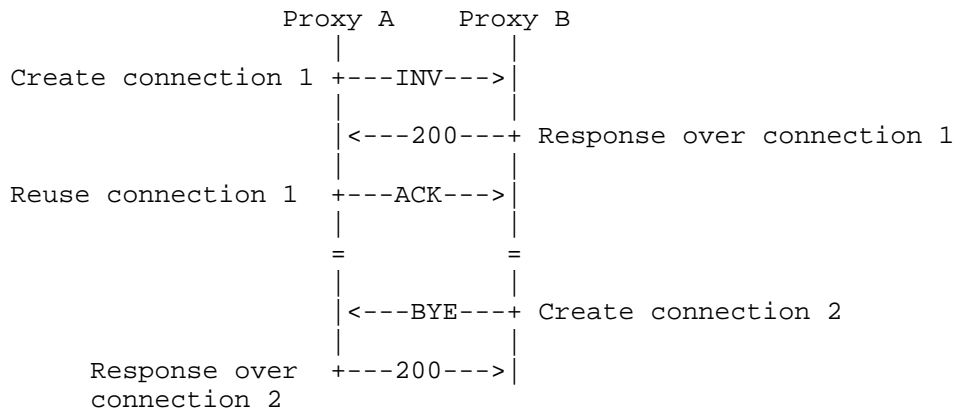 Proxy A     Proxy B
                         |           |
Create connection 1 +---INV--->|
                         |           |
                         |<---200---+ Response over connection 1
                         |           |
Reuse connection 1  +---ACK--->|
                         |           |
                         =           =
                         |           |
                         |<---BYE---+ Create connection 2
                         |           |
Response over  +---200--->|
connection 2